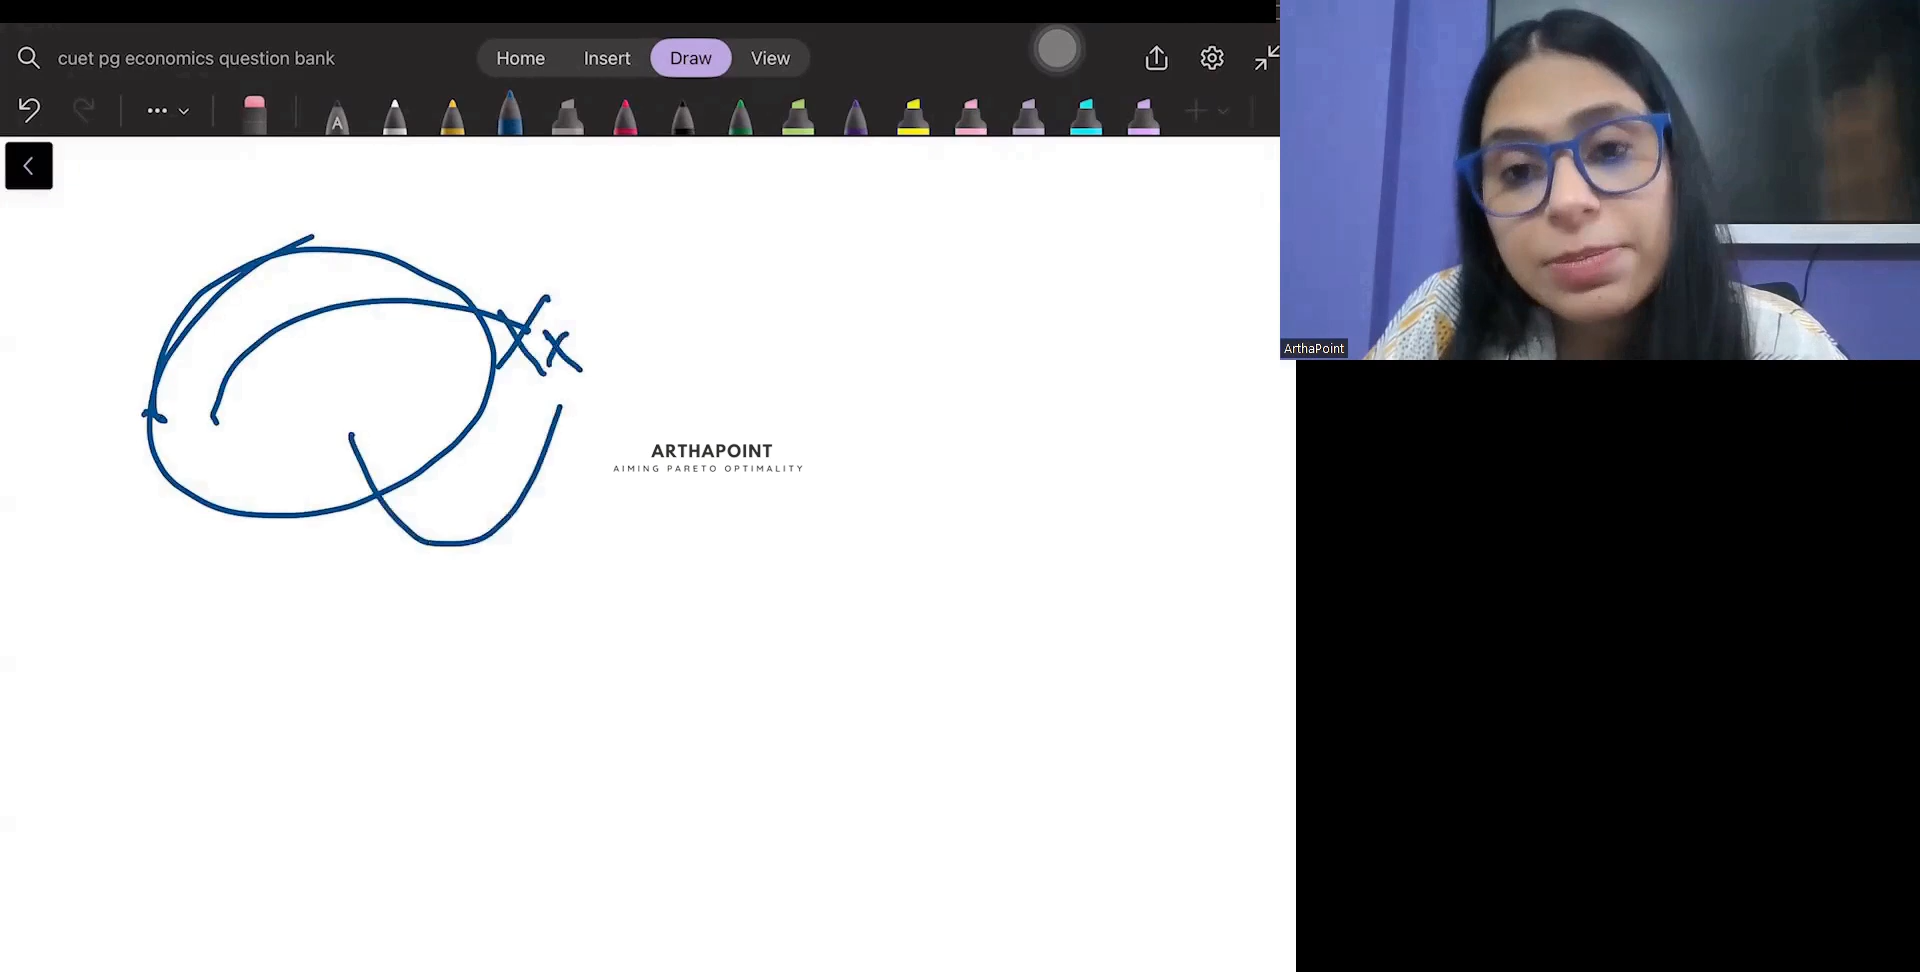 cuet pg economics question bank
Home Insert Draw View
A
X x
ARTHAPOINT
AIMING PARETO OPTIMALITY
ArthaPoint